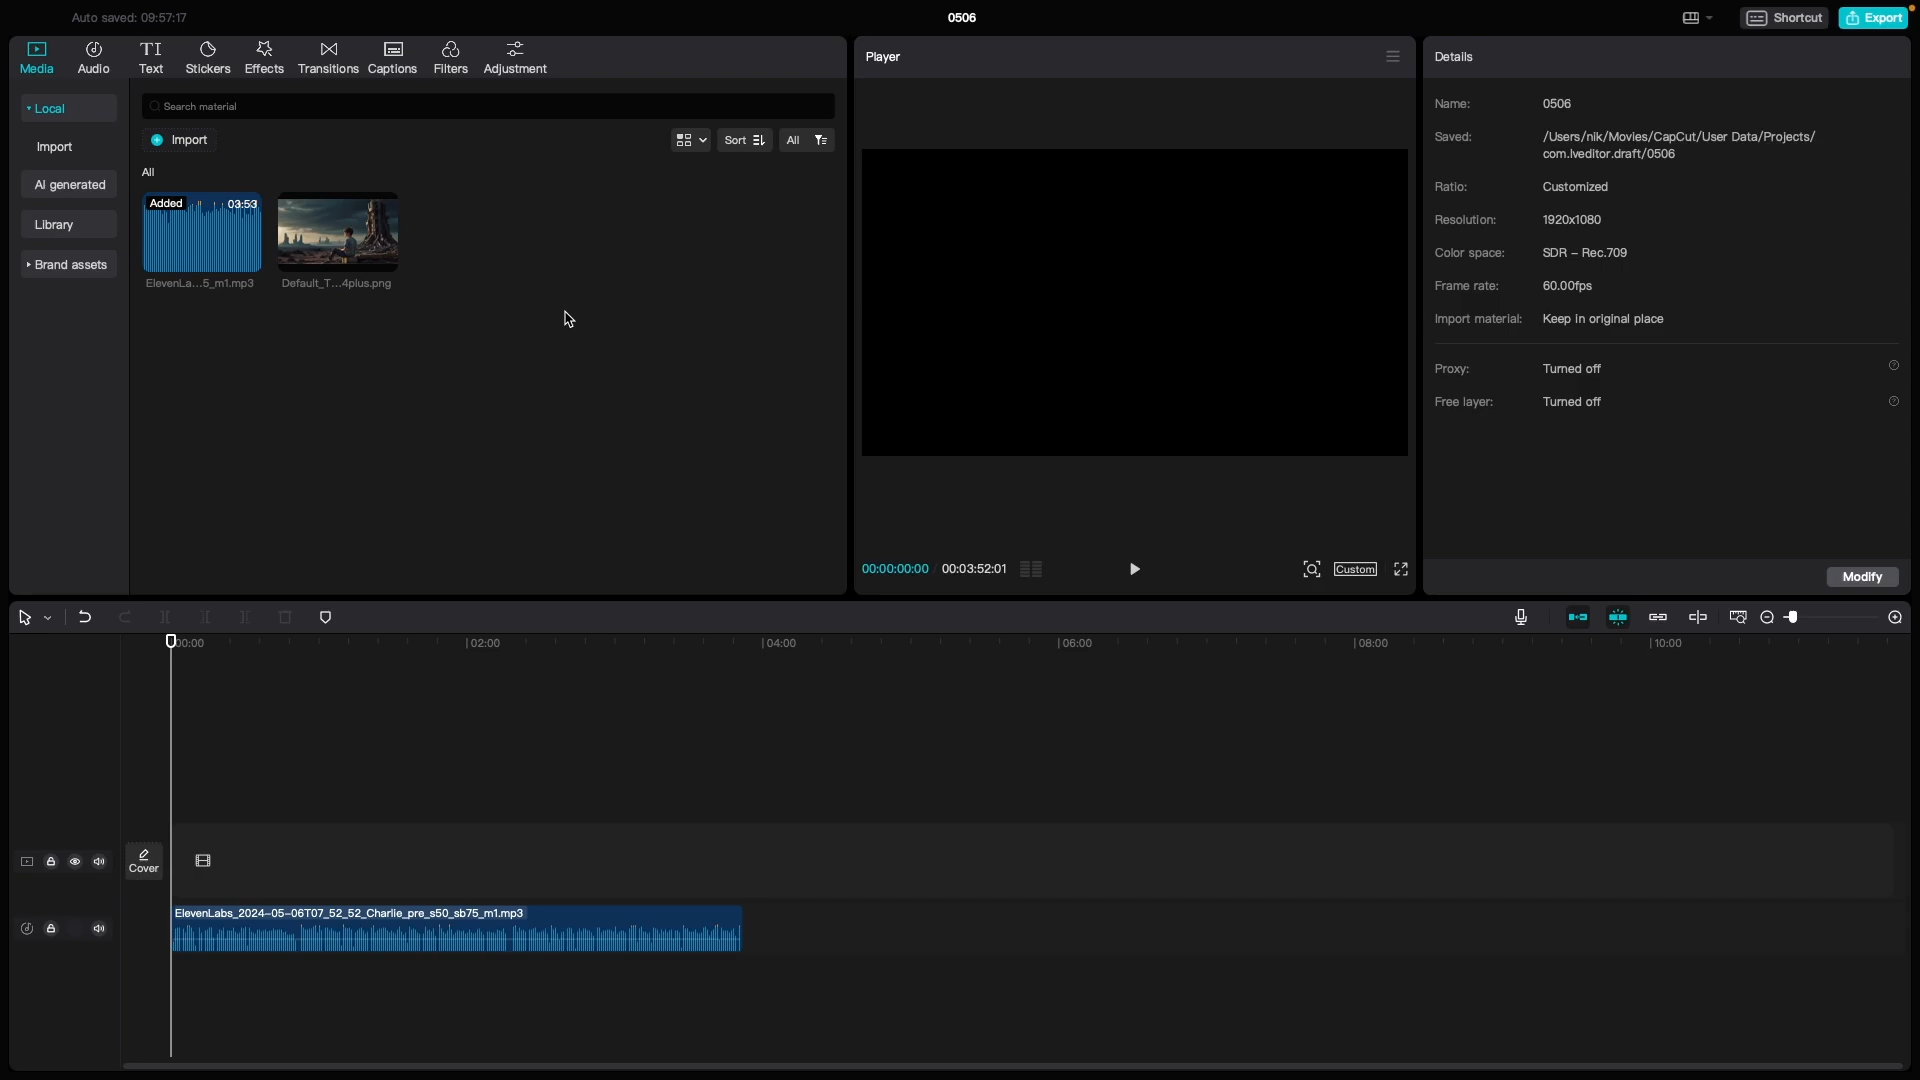 Auto saved: 09:57:17
0506
Shortcut
Export
Media
Audio
TI
Text
Stickers
Effects
Transitions
Captions
Filters
Adjustment
Local
Import
AI generated
Library
Brand assets
Search material
Import
Sort
All
All
Added
03:53
ElevenLa...5_m1.mp3
Default_T...4plus.png
Player
00:00:00:00
00:03:52:01
Custom
Details
Name: 0506
Saved: /Users/nik/Movies/CapCut/User Data/Projects/
com.lveditor.draft/0506
Ratio: Customized
Resolution: 1920x1080
Color space: SDR – Rec.709
Frame rate: 60.00fps
Import material: Keep in original place
Proxy: Turned off
Free layer: Turned off
Modify
00:00
02:00
04:00
06:00
08:00
10:00
Cover
ElevenLabs_2024-05-06T07_52_52_Charlie_pre_s50_sb75_m1.mp3